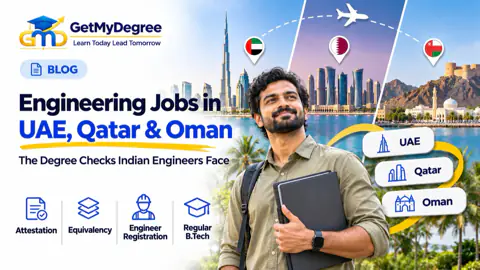 GMD
GetMyDegree
Learn Today Lead Tomorrow
BLOG
Engineering Jobs in
UAE, Qatar & Oman
The Degree Checks Indian Engineers Face
Attestation
Equivalency
Engineer
Registration
Regular
B.Tech
UAE
Qatar
Oman